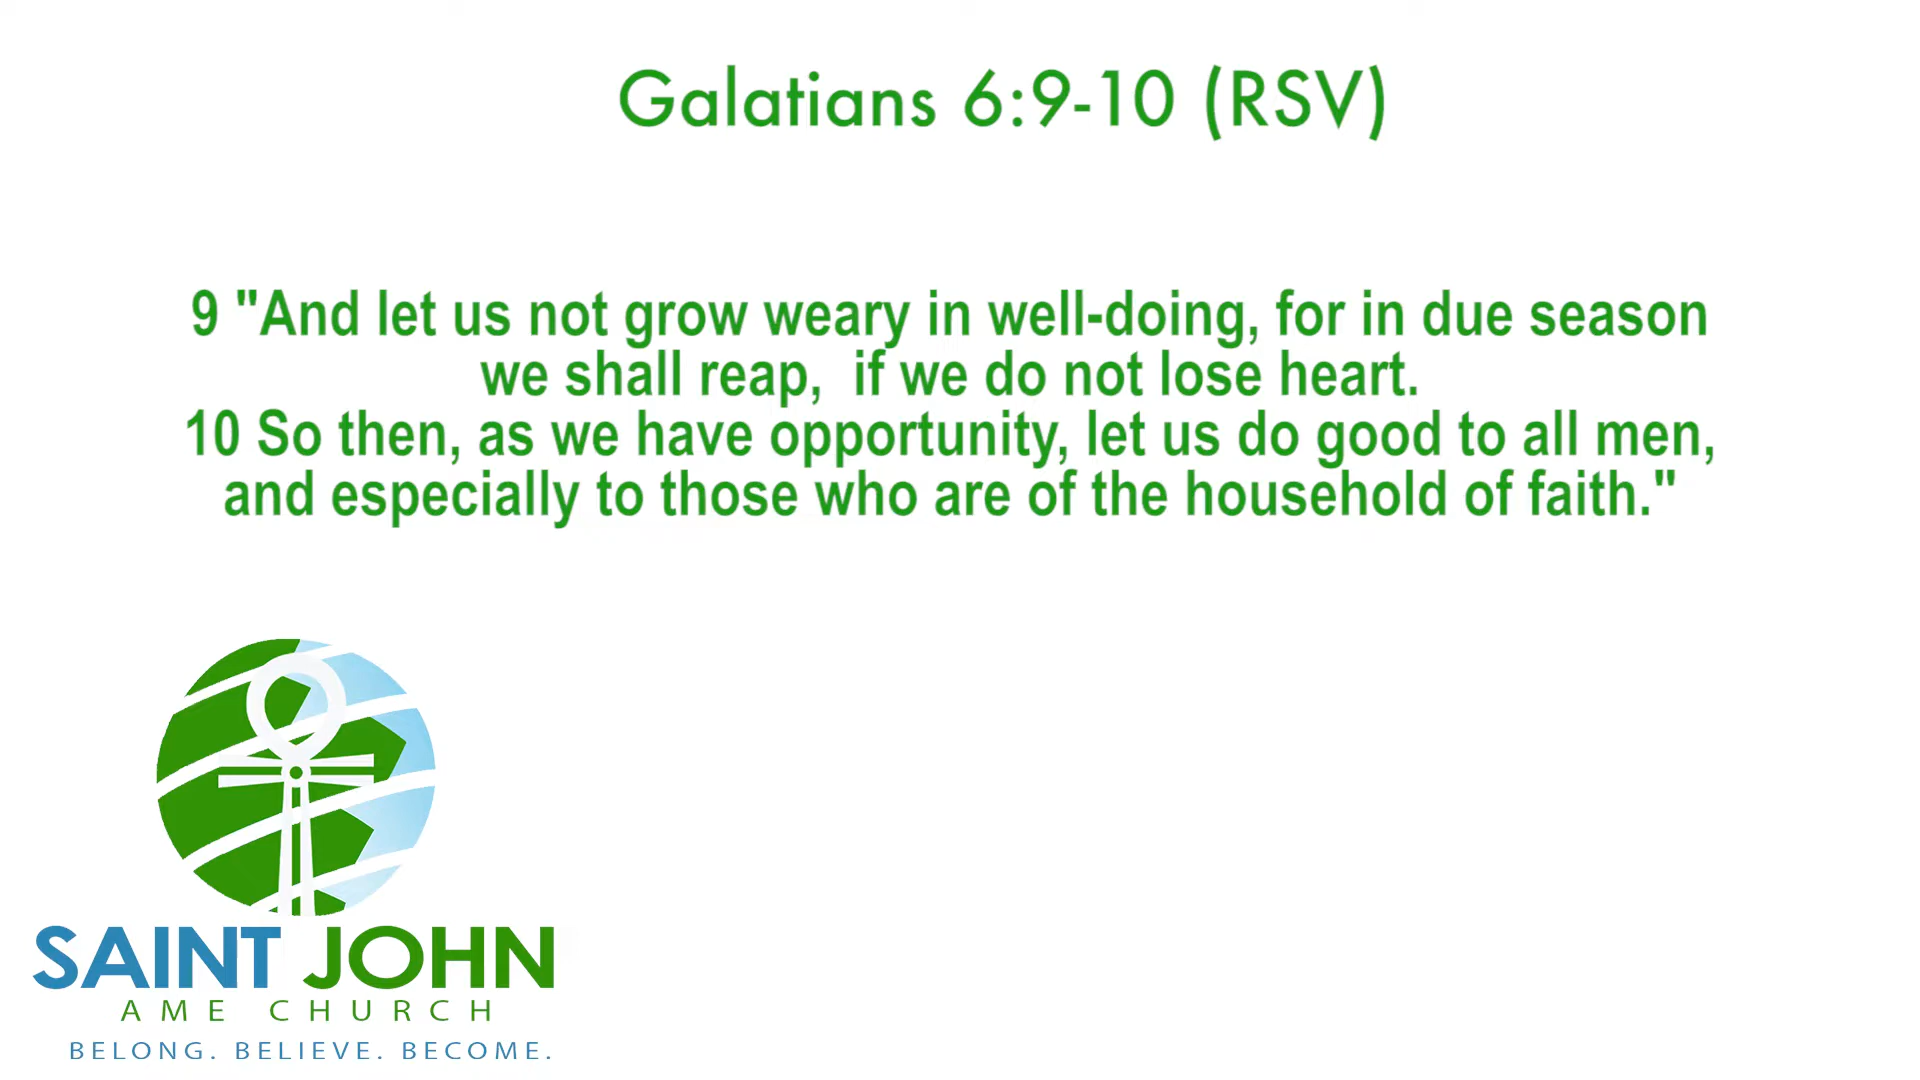 Galatians 6:9-10 (RSV)
9 "And let us not grow weary in well-doing, for in due season
we shall reap,  if we do not lose heart.
10 So then, as we have opportunity, let us do good to all men,
and especially to those who are of the household of faith."
SAINT JOHN
AME CHURCH
BELONG. BELIEVE. BECOME.